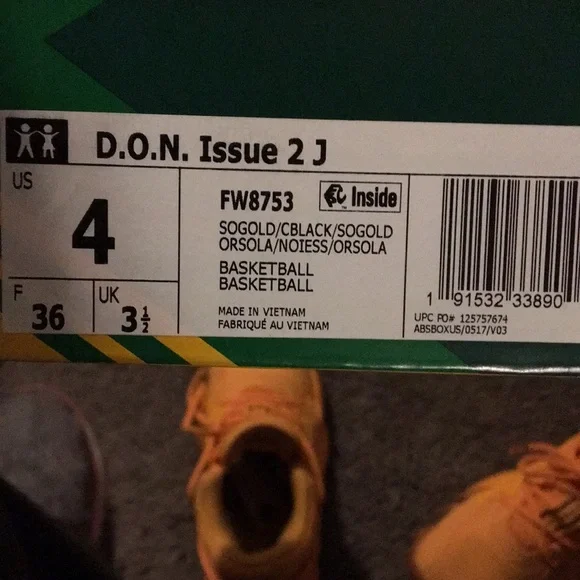 D.O.N. Issue 2 J
US
4
F
36
UK
3½
FW8753
Inside
SOGOLD/CBLACK/SOGOLD
ORSOLA/NOIESS/ORSOLA
BASKETBALL
BASKETBALL
MADE IN VIETNAM
FABRIQUÉ AU VIETNAM
1 91532 33890
UPC PO# 125757674
ABSBOXUS/0517/V03